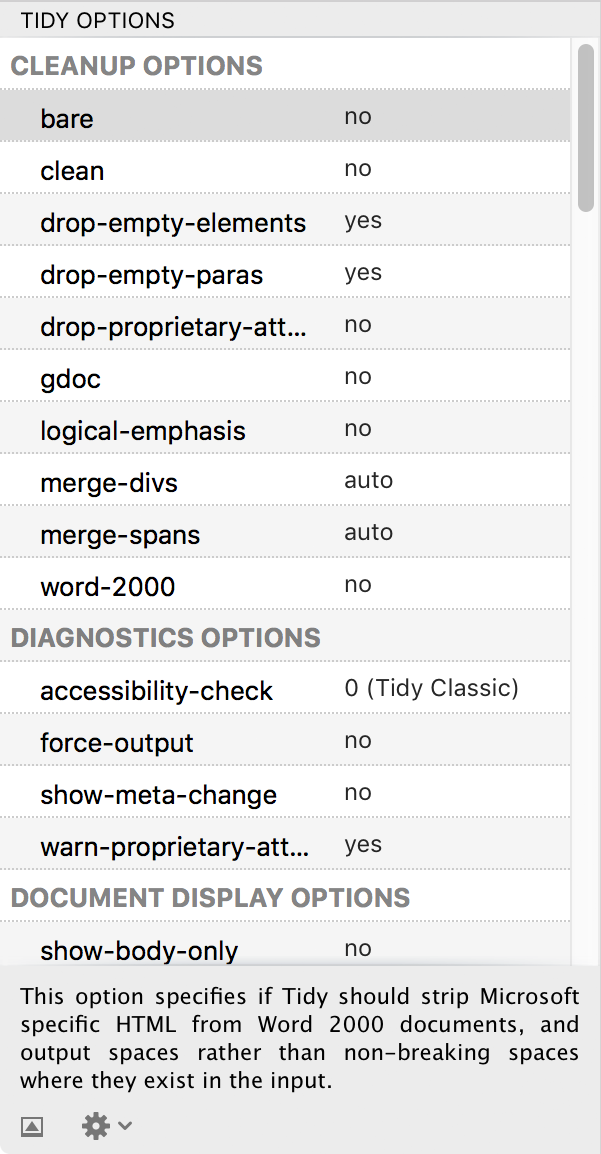 TIDY OPTIONS
CLEANUP OPTIONS
bare no
clean no
drop-empty-elements yes
drop-empty-paras yes
drop-proprietary-att... no
gdoc no
logical-emphasis no
merge-divs auto
merge-spans auto
word-2000 no
DIAGNOSTICS OPTIONS
accessibility-check 0 (Tidy Classic)
force-output no
show-meta-change no
warn-proprietary-att... yes
DOCUMENT DISPLAY OPTIONS
show-body-only no
This option specifies if Tidy should strip Microsoft
specific HTML from Word 2000 documents, and
output spaces rather than non-breaking spaces
where they exist in the input.